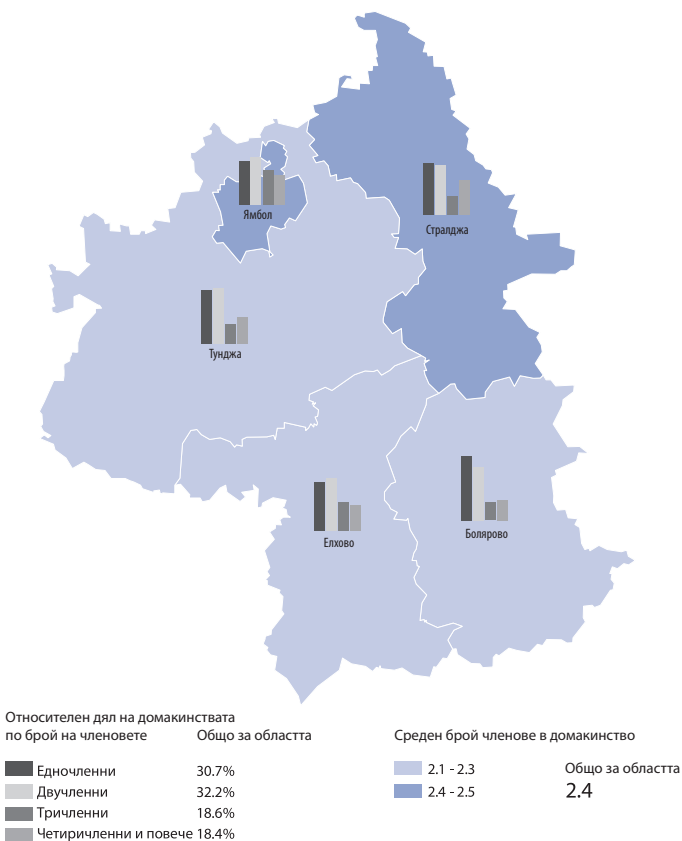 Ямбол
Стралджа
Тунджа
Елхово
Болярово
Относителен дял на домакинствата
по брой на членовете Общо за областта
Едночленни 30.7%
Двучленни 32.2%
Тричленни 18.6%
Четиричленни и повече 18.4%
Среден брой членове в домакинство
2.1 - 2.3
2.4 - 2.5
Общо за областта
2.4